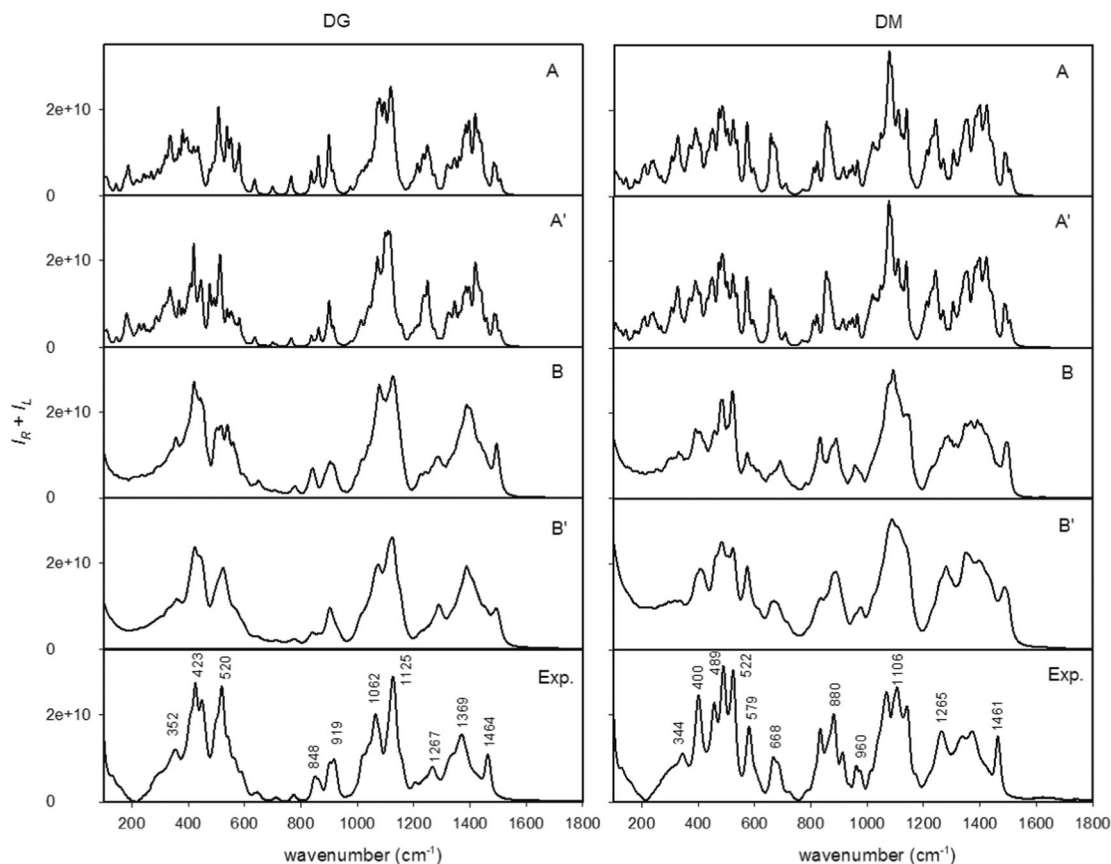 DG DM
A A
2e+10 2e+10
0 0
A' A'
2e+10 2e+10
0 0
B B
2e+10 2e+10
0 0
I_R + I_L
B' B'
2e+10 2e+10
0 0
Exp. Exp.
2e+10 2e+10
0 0
352 423 520 848 919 1062 1125 1267 1369 1464
344 400 489 522 579 668 880 960 1106 1265 1461
200 400 600 800 1000 1200 1400 1600 1800 200 400 600 800 1000 1200 1400 1600 1800
wavenumber (cm⁻¹) wavenumber (cm⁻¹)